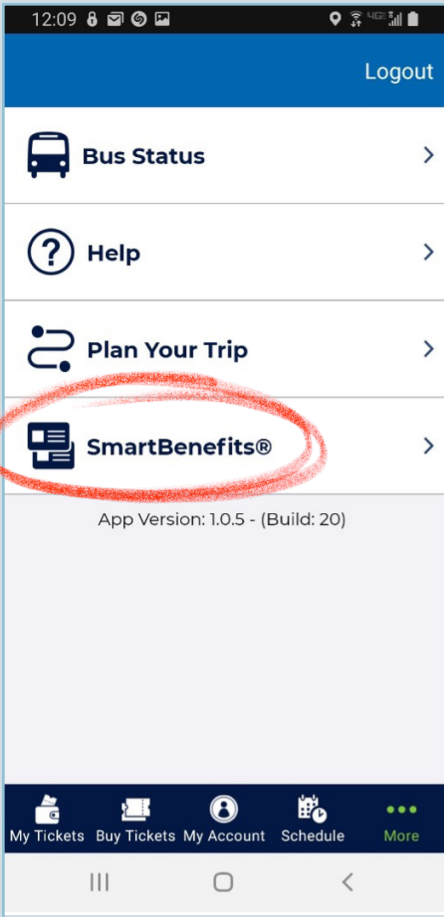 12:09
4GE
Logout
Bus Status
Help
Plan Your Trip
SmartBenefits®
App Version: 1.0.5 - (Build: 20)
My Tickets Buy Tickets My Account Schedule More